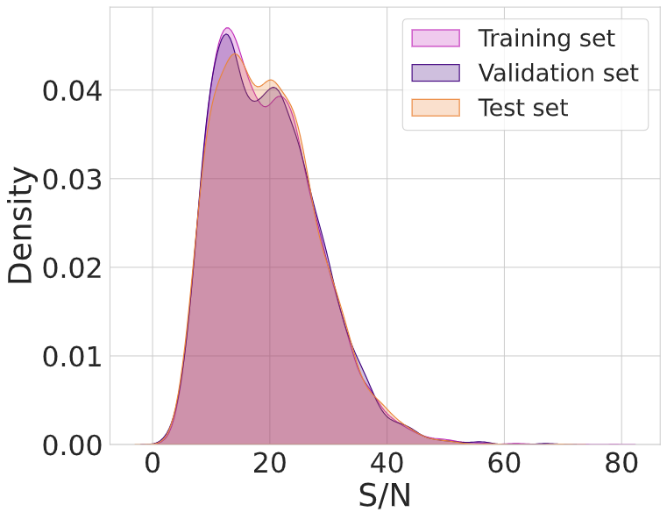 Training set
Validation set
Test set
0.04
0.03
0.02
0.01
0.00
Density
0 20 40 60 80
S/N